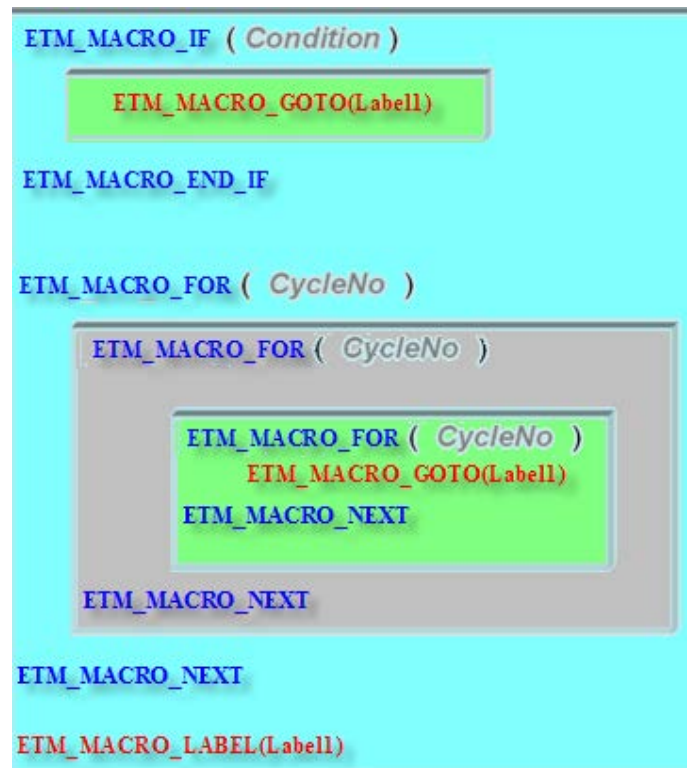 ETM_MACRO_IF ( Condition )
ETM_MACRO_GOTO(Label1)
ETM_MACRO_END_IF
ETM_MACRO_FOR ( CycleNo )
ETM_MACRO_FOR ( CycleNo )
ETM_MACRO_FOR ( CycleNo )
ETM_MACRO_GOTO(Label1)
ETM_MACRO_NEXT
ETM_MACRO_NEXT
ETM_MACRO_NEXT
ETM_MACRO_LABEL(Label1)